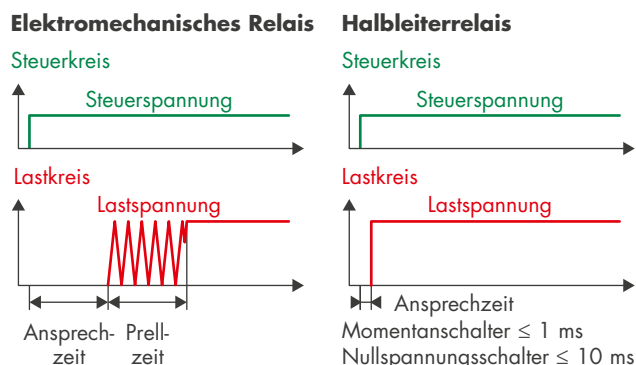 Elektromechanisches Relais
Steuerkreis
Steuerspannung
Lastkreis
Lastspannung
Ansprech-
zeit
Prell-
zeit
Halbleiterrelais
Steuerkreis
Steuerspannung
Lastkreis
Lastspannung
Ansprechzeit
Momentanschalter ≤ 1 ms
Nullspannungsschalter ≤ 10 ms